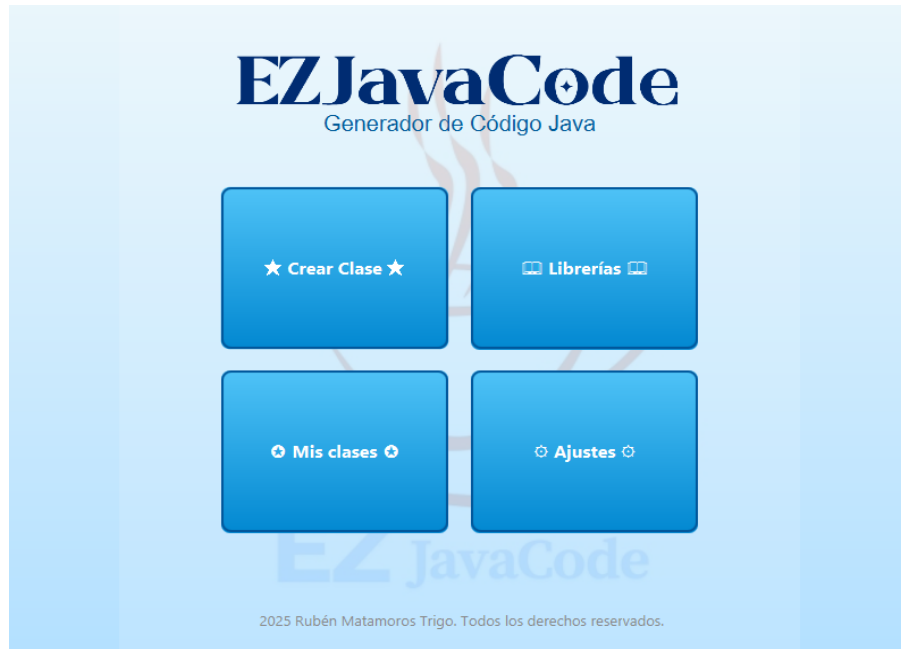 EZJavaCode
Generador de Código Java
★ Crear Clase ★
🕮 Librerías 🕮
✪ Mis clases ✪
⚙ Ajustes ⚙
EZ JavaCode
2025 Rubén Matamoros Trigo. Todos los derechos reservados.